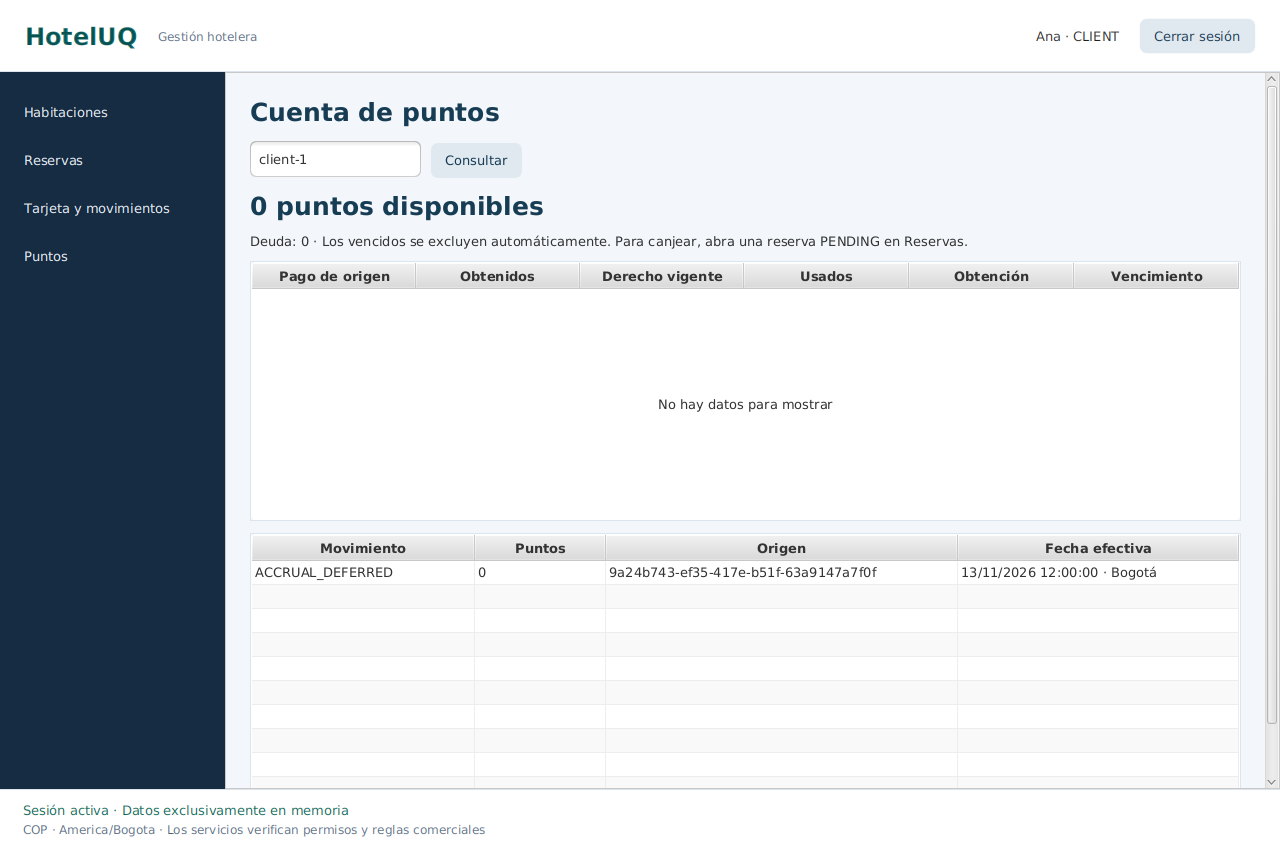 HotelUQ Gestión hotelera Ana · CLIENT Cerrar sesión
Habitaciones
Reservas
Tarjeta y movimientos
Puntos
Cuenta de puntos
client-1 Consultar
0 puntos disponibles
Deuda: 0 · Los vencidos se excluyen automáticamente. Para canjear, abra una reserva PENDING en Reservas.
Pago de origen Obtenidos Derecho vigente Usados Obtención Vencimiento
No hay datos para mostrar
Movimiento Puntos Origen Fecha efectiva
ACCRUAL_DEFERRED 0 9a24b743-ef35-417e-b51f-63a9147a7f0f 13/11/2026 12:00:00 · Bogotá
Sesión activa · Datos exclusivamente en memoria
COP · America/Bogota · Los servicios verifican permisos y reglas comerciales